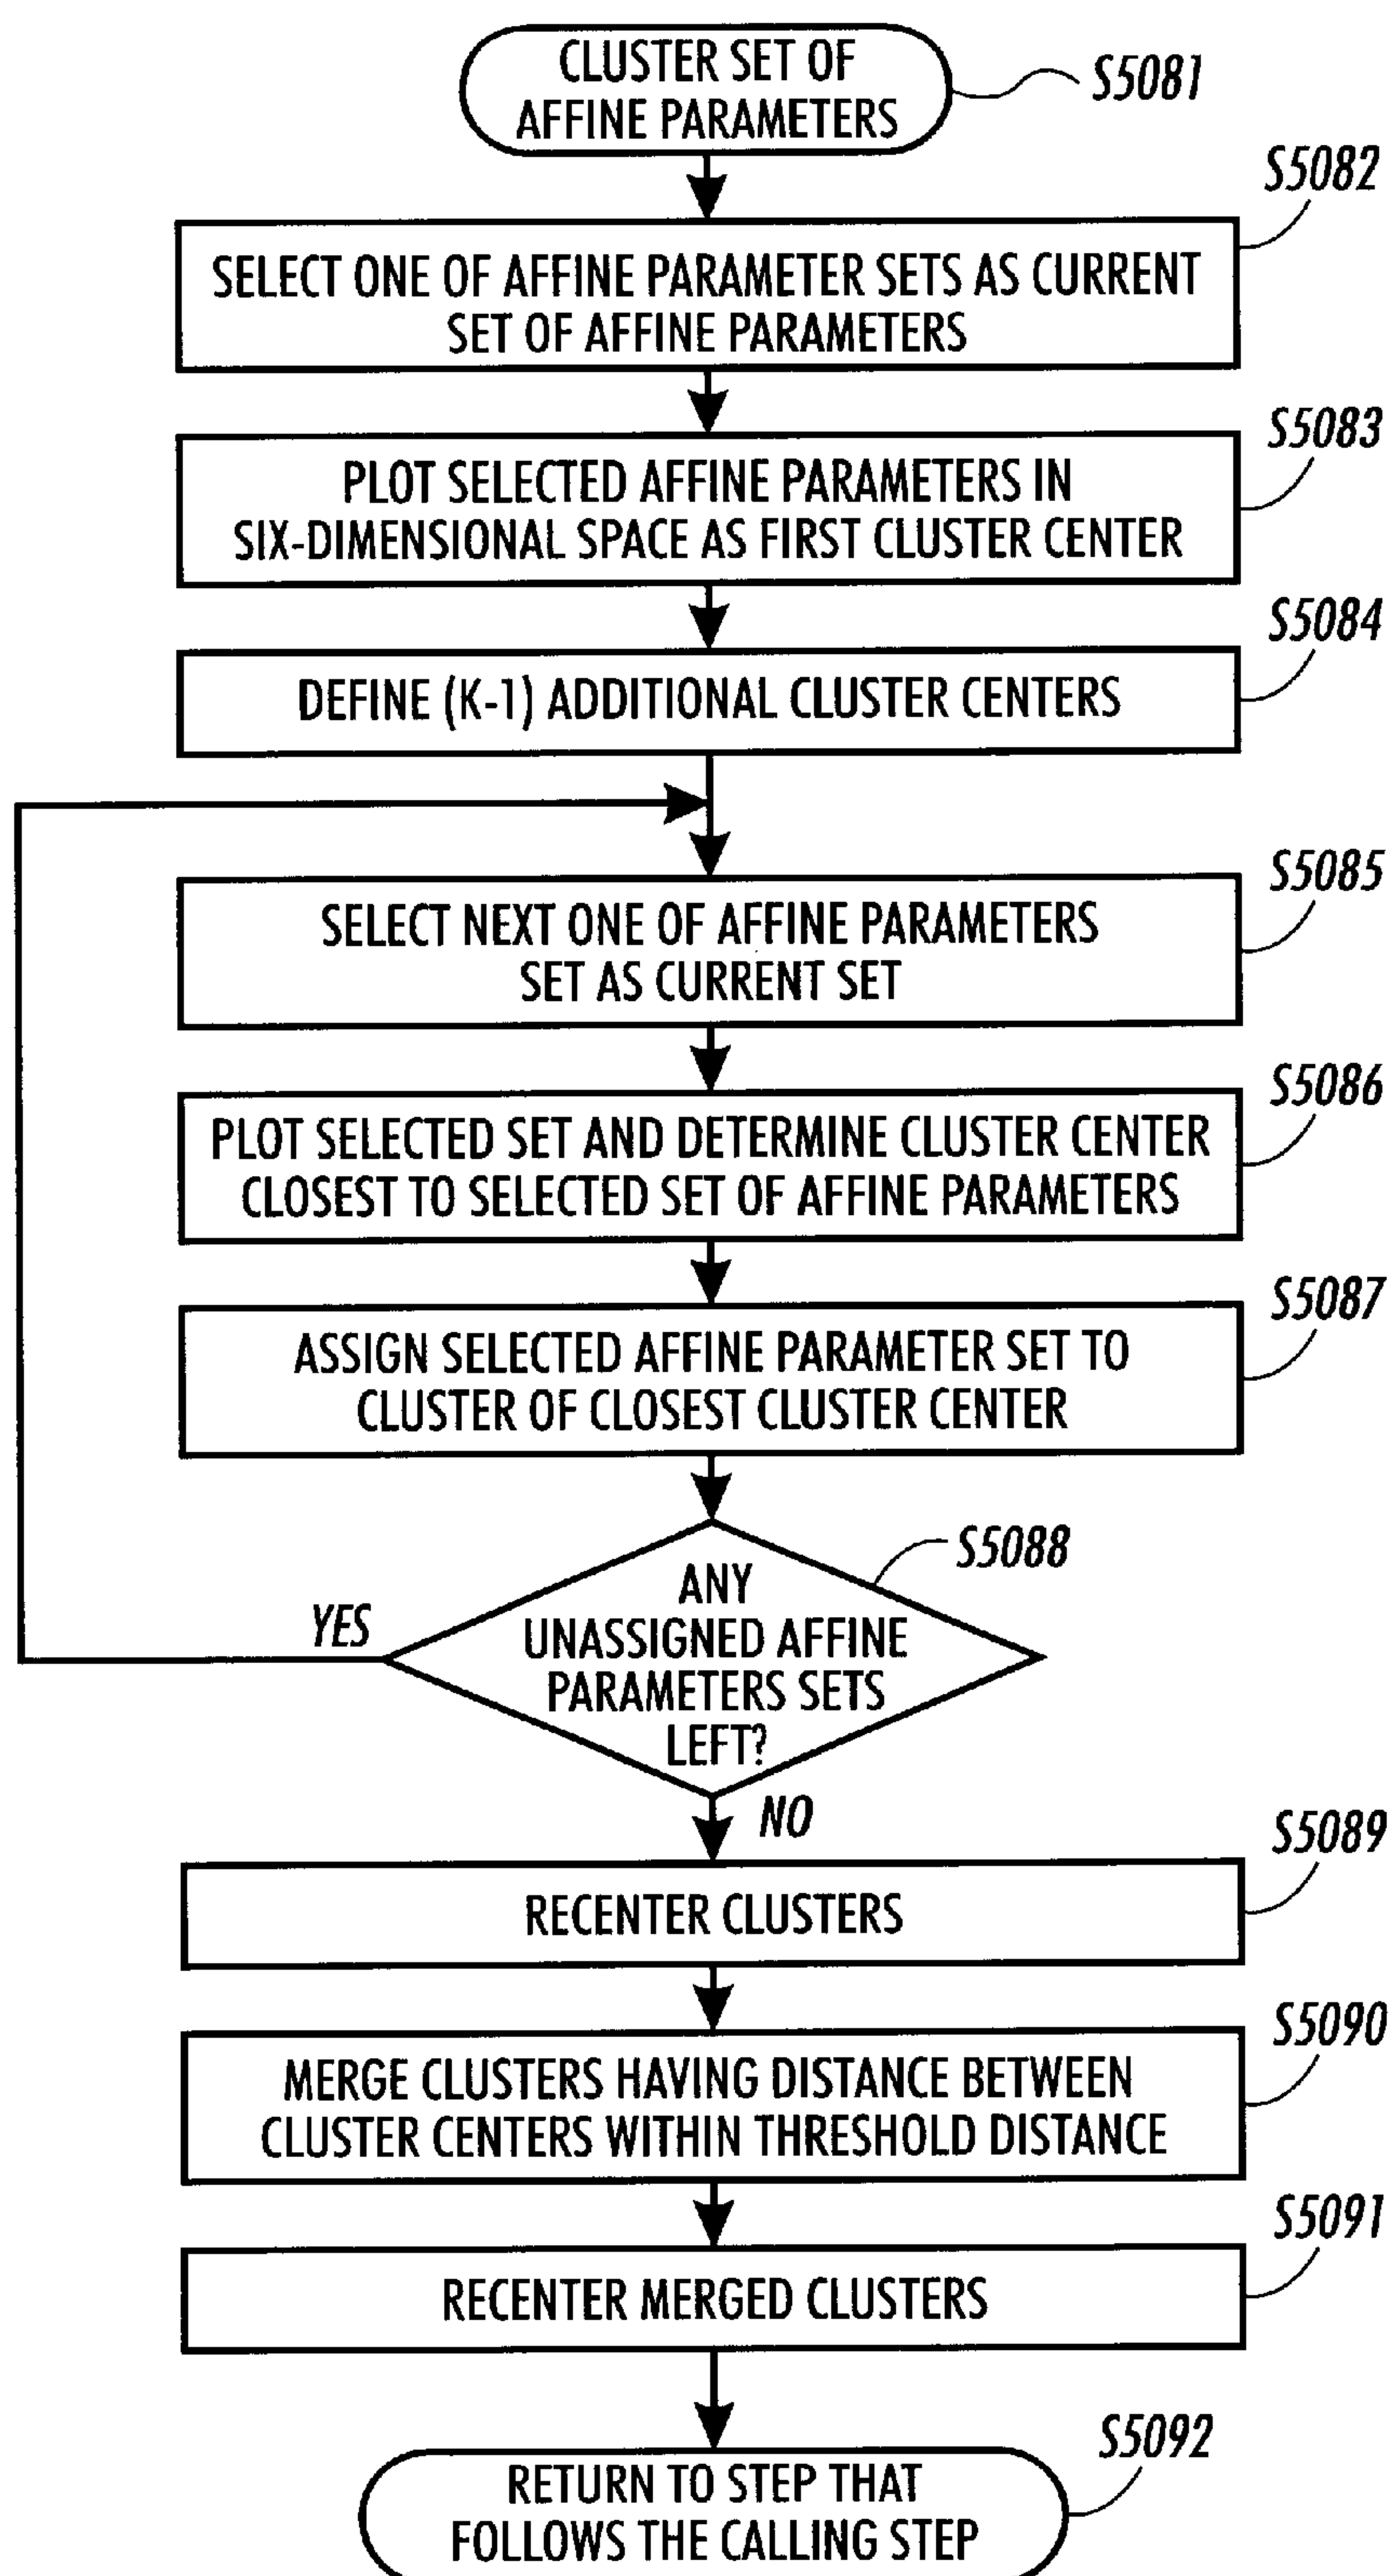 CLUSTER SET OF
AFFINE PARAMETERS
S5081
S5082
SELECT ONE OF AFFINE PARAMETER SETS AS CURRENT
SET OF AFFINE PARAMETERS
S5083
PLOT SELECTED AFFINE PARAMETERS IN
SIX-DIMENSIONAL SPACE AS FIRST CLUSTER CENTER
S5084
DEFINE (K-1) ADDITIONAL CLUSTER CENTERS
S5085
SELECT NEXT ONE OF AFFINE PARAMETERS
SET AS CURRENT SET
S5086
PLOT SELECTED SET AND DETERMINE CLUSTER CENTER
CLOSEST TO SELECTED SET OF AFFINE PARAMETERS
S5087
ASSIGN SELECTED AFFINE PARAMETER SET TO
CLUSTER OF CLOSEST CLUSTER CENTER
S5088
ANY
UNASSIGNED AFFINE
PARAMETERS SETS
LEFT?
YES
NO
S5089
RECENTER CLUSTERS
S5090
MERGE CLUSTERS HAVING DISTANCE BETWEEN
CLUSTER CENTERS WITHIN THRESHOLD DISTANCE
S5091
RECENTER MERGED CLUSTERS
S5092
RETURN TO STEP THAT
FOLLOWS THE CALLING STEP